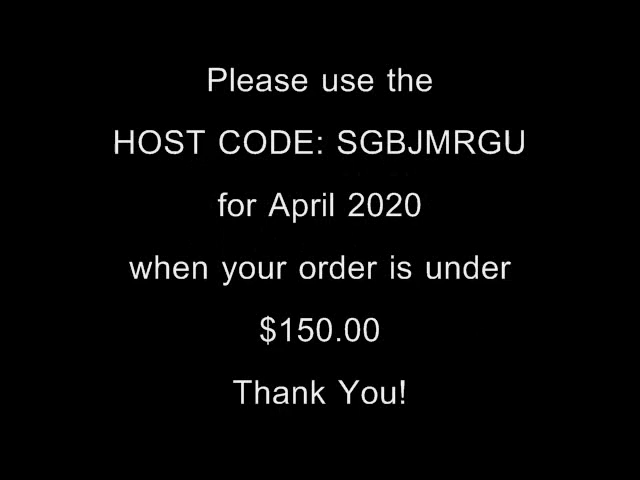 Please use the
HOST CODE: SGBJMRGU
for April 2020
when your order is under
$150.00
Thank You!